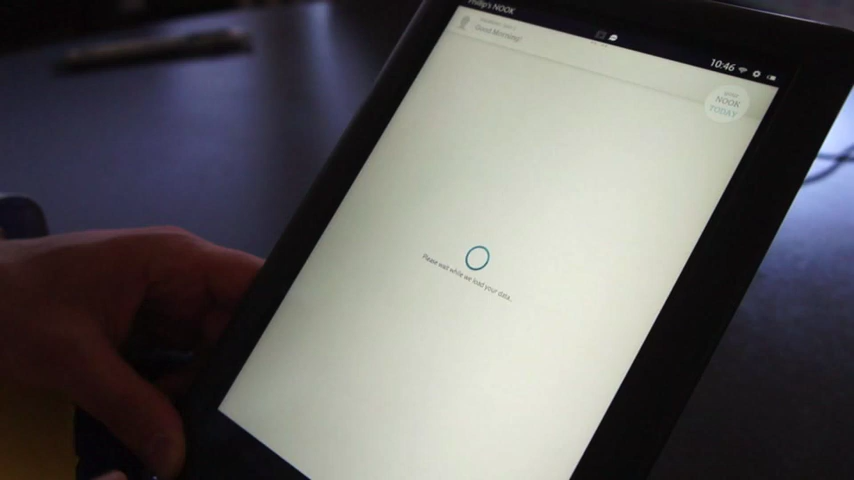 Philip's NOOK
Good Morning!
10:46
NOOK
TODAY
Please wait while we load your data..